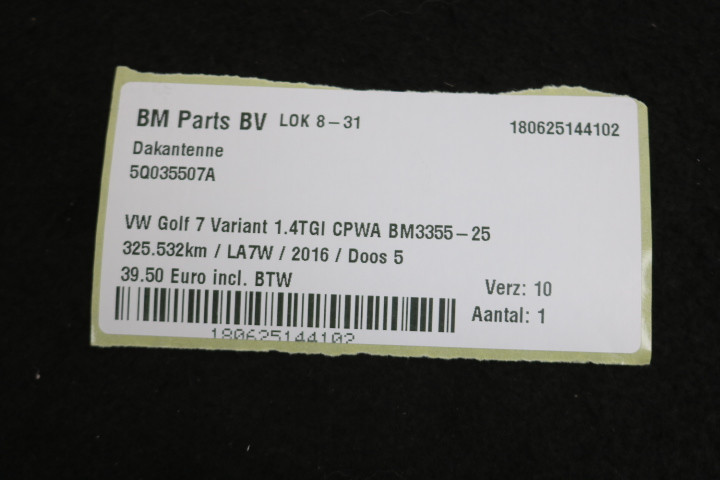 BM Parts BV LOK 8-31 180625144102
Dakantenne
5Q035507A
VW Golf 7 Variant 1.4TGI CPWA BM3355-25
325.532km / LA7W / 2016 / Doos 5
39.50 Euro incl. BTW
Verz: 10
Aantal: 1
180625144102